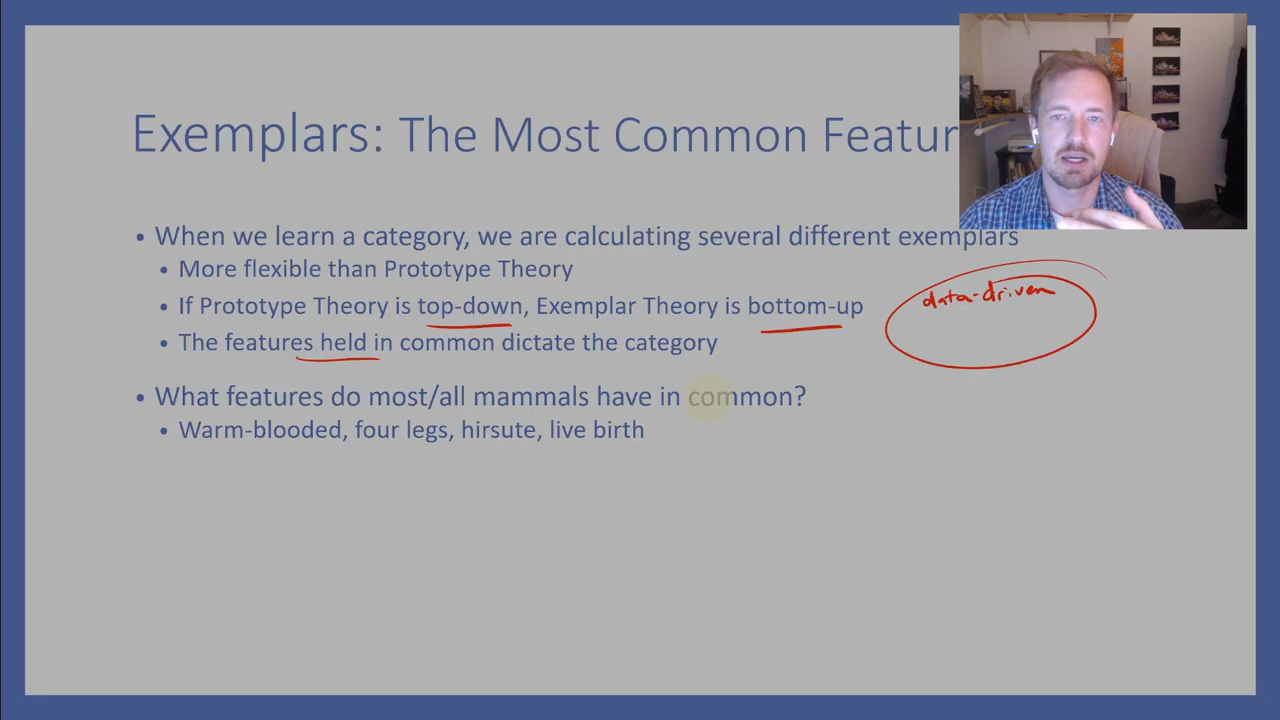 Exemplars: The Most Common Featur
• When we learn a category, we are calculating several different exemplars
• More flexible than Prototype Theory
• If Prototype Theory is top-down, Exemplar Theory is bottom-up
data-driven
• The features held in common dictate the category
• What features do most/all mammals have in common?
• Warm-blooded, four legs, hirsute, live birth